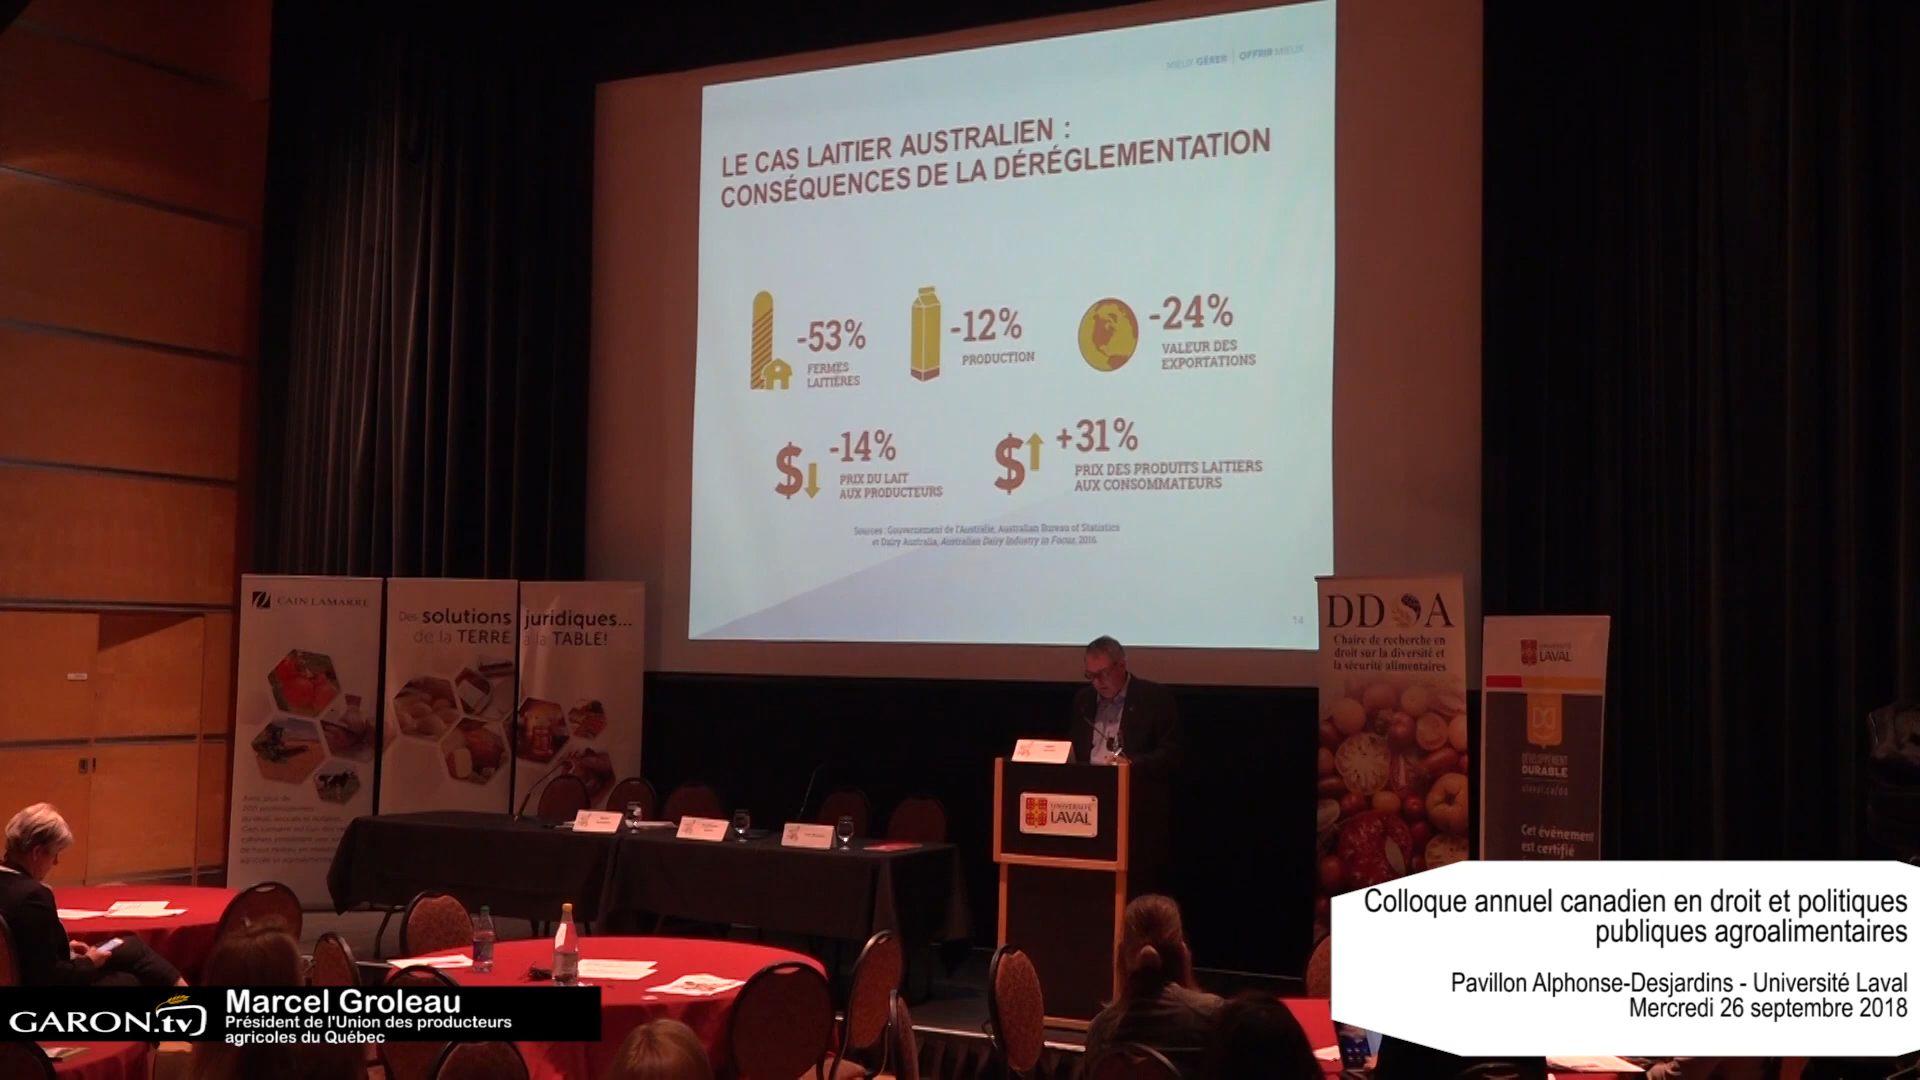 MIEUX GÉRER | OFFRIR MIEUX
LE CAS LAITIER AUSTRALIEN :
CONSÉQUENCES DE LA DÉRÉGLEMENTATION
-53%
FERMES
LAITIÈRES
-12%
PRODUCTION
-24%
VALEUR DES
EXPORTATIONS
-14%
PRIX DU LAIT
AUX PRODUCTEURS
+31%
PRIX DES PRODUITS LAITIERS
AUX CONSOMMATEURS
Sources : Gouvernement de l'Australie, Australian Bureau of Statistics
et Dairy Australia, Australian Dairy Industry in Focus, 2016.
14
CAIN LAMARRE
Des solutions juridiques...
de la TERRE à la TABLE!
DDSA
Chaire de recherche en
droit sur la diversité et
la sécurité alimentaires
UNIVERSITÉ
LAVAL
DÉVELOPPEMENT
DURABLE
Cet évènement
est certifié
UNIVERSITÉ
LAVAL
GARON.tv
Marcel Groleau
Président de l'Union des producteurs
agricoles du Québec
Colloque annuel canadien en droit et politiques
publiques agroalimentaires
Pavillon Alphonse-Desjardins - Université Laval
Mercredi 26 septembre 2018